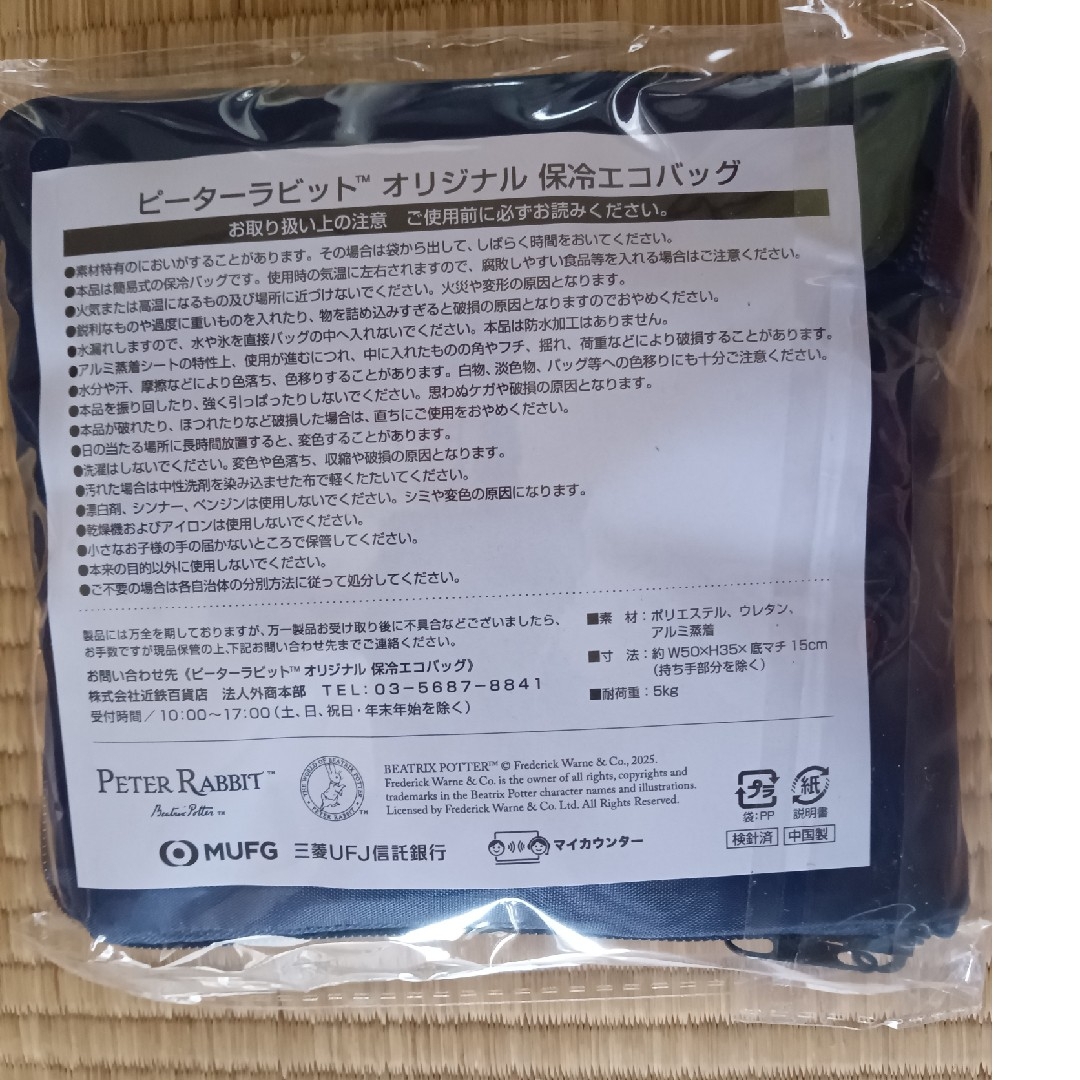 ピーターラビット™ オリジナル 保冷エコバッグ
お取り扱い上の注意　ご使用前に必ずお読みください。
●素材特有のにおいがすることがあります。その場合は袋から出して、しばらく時間をおいてください。
●本品は簡易式の保冷バッグです。使用時の気温に左右されますので、腐敗しやすい食品等を入れる場合はご注意ください。
●火気または高温になるもの及び場所に近づけないでください。火災や変形の原因となります。
●鋭利なものや過度に重いものを入れたり、物を詰め込みすぎると破損の原因となりますのでおやめください。
●水漏れしますので、水や氷を直接バッグの中へ入れないでください。本品は防水加工はありません。
●アルミ蒸着シートの特性上、使用が進むにつれ、中に入れたものの角やフチ、揺れ、荷重などにより破損することがあります。
●水分や汗、摩擦などにより色落ち、色移りすることがあります。白物、淡色物、バッグ等への色移りにも十分ご注意ください。
●本品を振り回したり、強く引っぱったりしないでください。思わぬケガや破損の原因となります。
●本品が破れたり、ほつれたりなど破損した場合は、直ちにご使用をおやめください。
●日の当たる場所に長時間放置すると、変色することがあります。
●洗濯はしないでください。変色や色落ち、収縮や破損の原因となります。
●汚れた場合は中性洗剤を染み込ませた布で軽くたたいてください。
●漂白剤、シンナー、ベンジンは使用しないでください。シミや変色の原因になります。
●乾燥機およびアイロンは使用しないでください。
●小さなお子様の手の届かないところで保管してください。
●本来の目的以外に使用しないでください。
●ご不要の場合は各自治体の分別方法に従って処分してください。
製品には万全を期しておりますが、万一製品お受け取り後に不具合などございましたら、
お手数ですが現品保管の上、下記お問い合わせ先までご連絡ください。
お問い合わせ先《ピーターラビット™ オリジナル 保冷エコバッグ》
株式会社近鉄百貨店　法人外商本部　TEL：03-5687-8841
受付時間／10:00～17:00（土、日、祝日・年末年始を除く）
■素　材：ポリエステル、ウレタン、
アルミ蒸着
■寸　法：約 W50×H35× 底マチ 15cm
（持ち手部分を除く）
■耐荷重：5kg
PETER RABBIT™
Beatrix Potter™
THE WORLD OF BEATRIX POTTER
PETER RABBIT
TM
BEATRIX POTTER™ © Frederick Warne & Co., 2025.
Frederick Warne & Co. is the owner of all rights, copyrights and
trademarks in the Beatrix Potter character names and illustrations.
Licensed by Frederick Warne & Co. Ltd. All Rights Reserved.
プラ
袋：PP
紙
説明書
MUFG 三菱UFJ信託銀行
マイカウンター
検針済
中国製